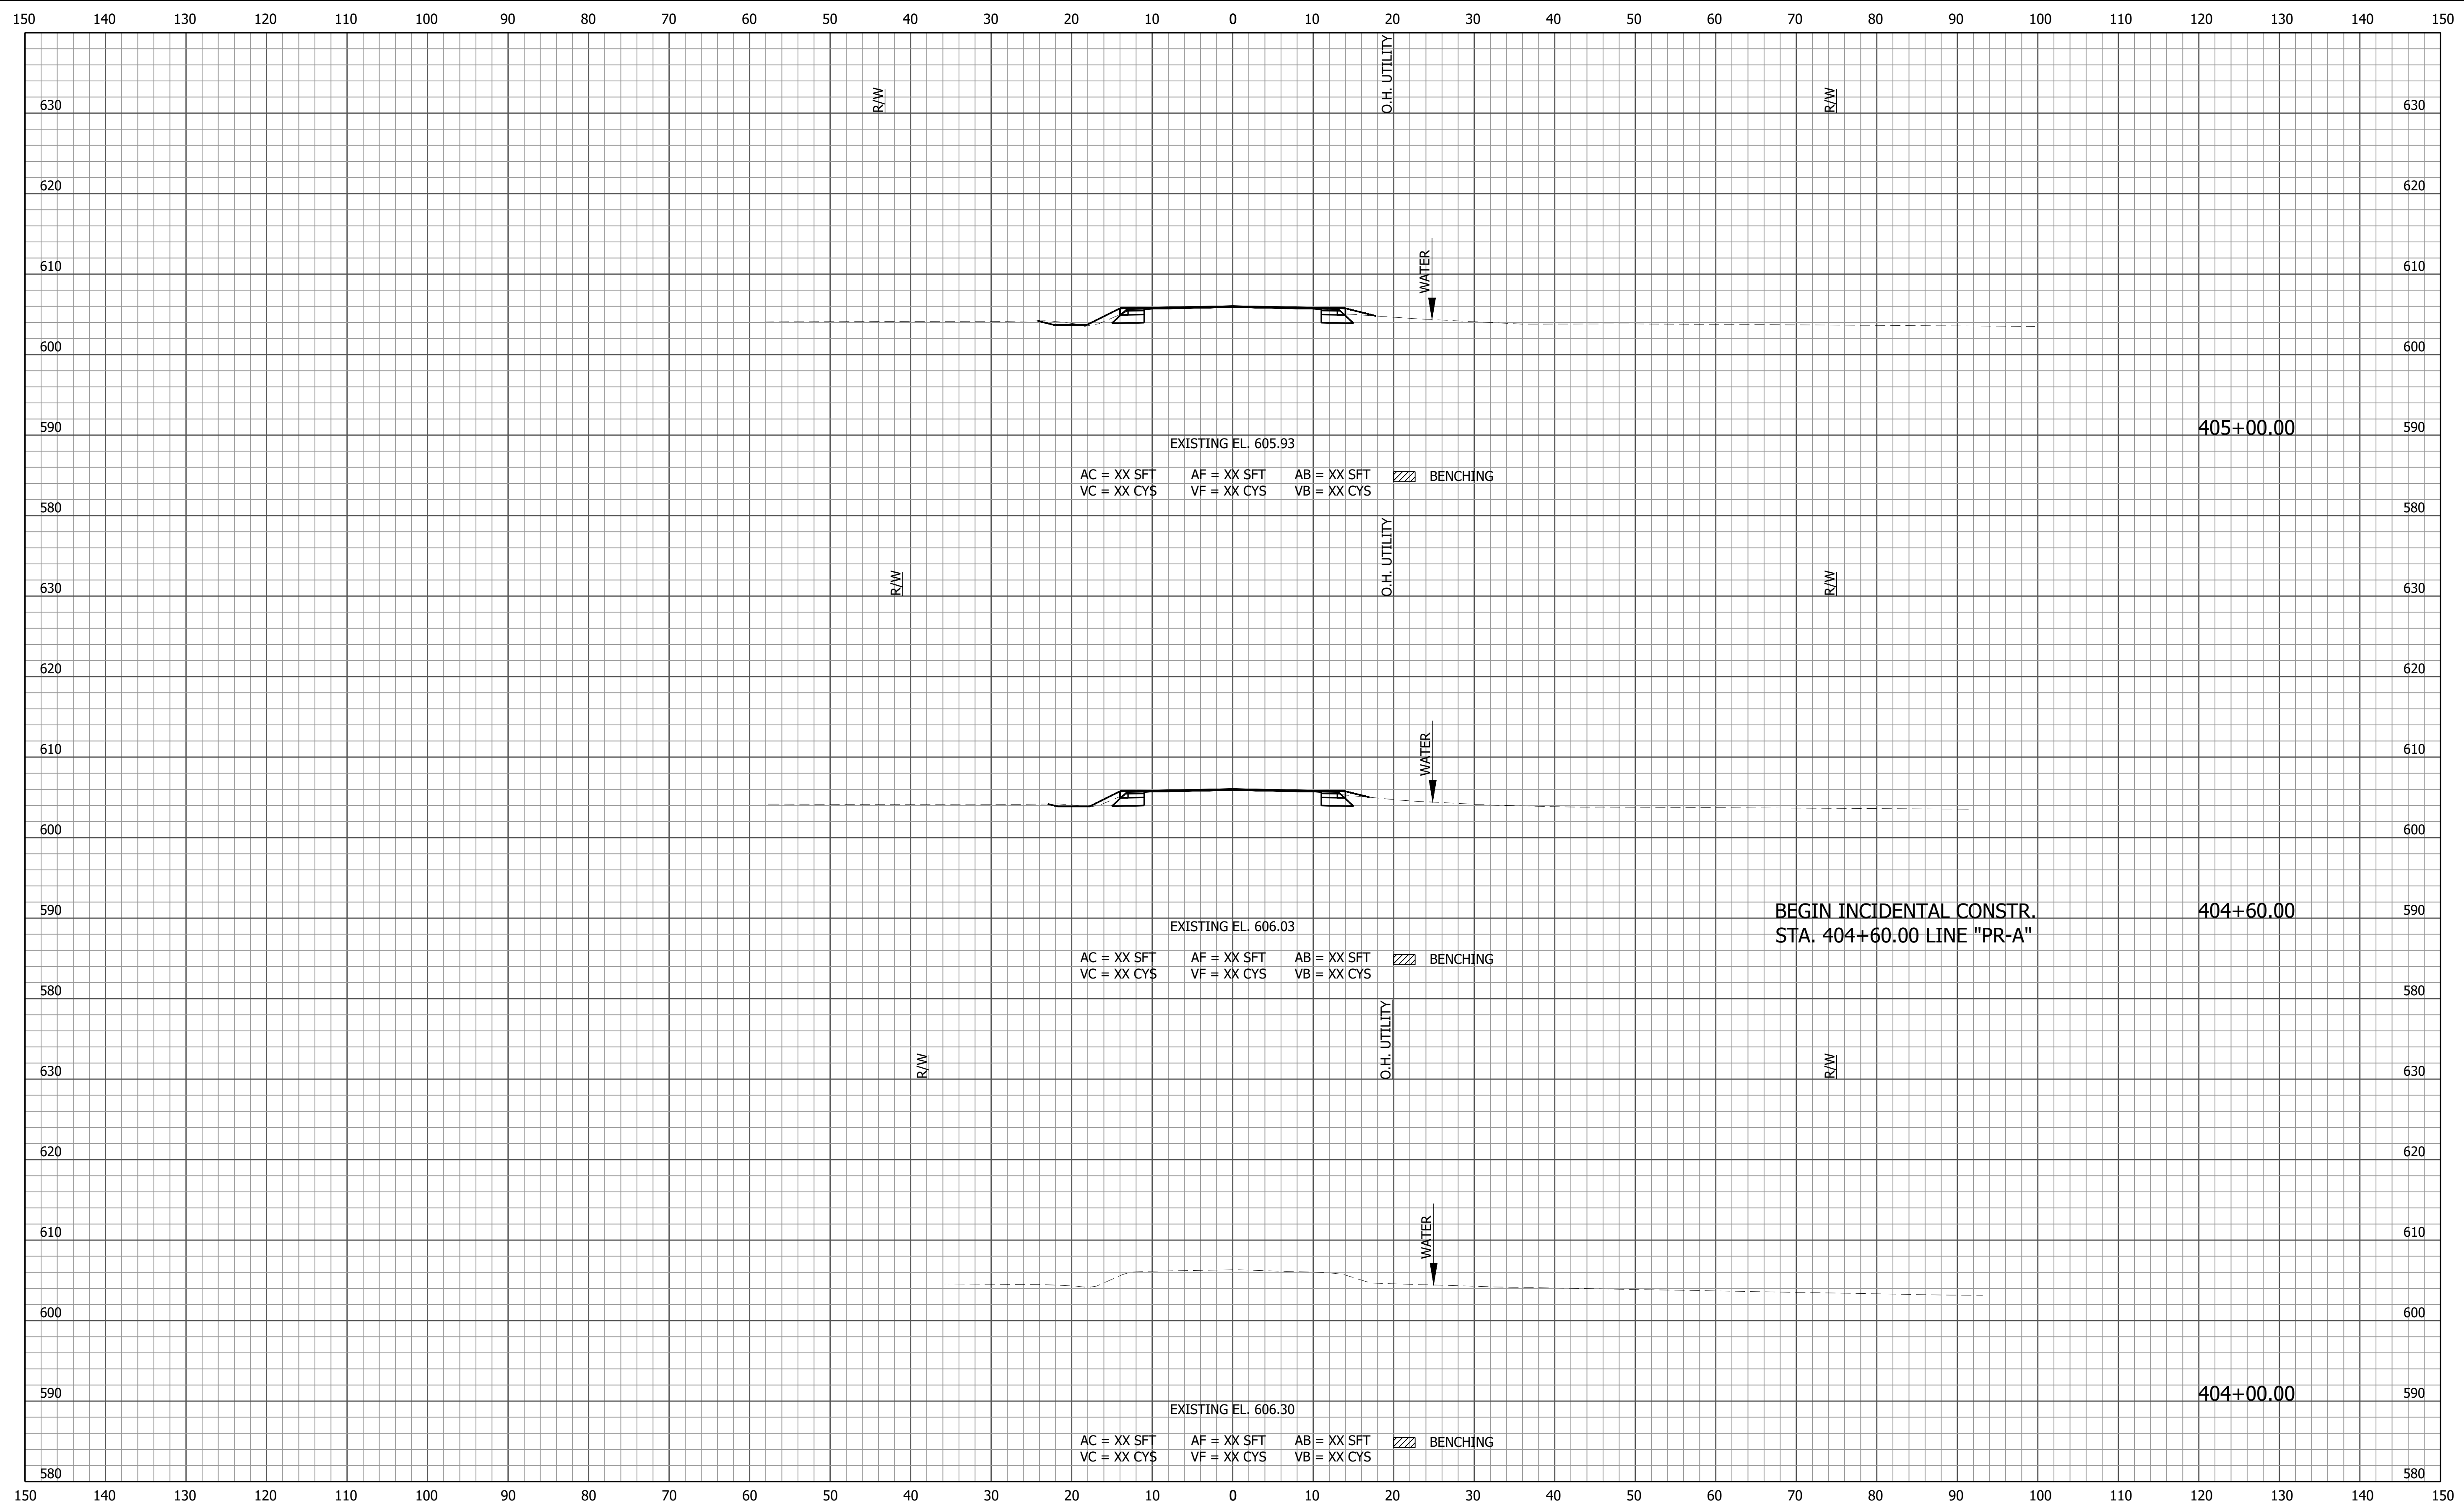 150 140 130 120 110 100 90 80 70 60 50 40 30 20 10 0 10 20 30 40 50 60 70 80 90 100 110 120 130 140 150
R/W
O.H. UTILITY
R/W
630 630
620 620
WATER
610 610
600 600
590 405+00.00 590
EXISTING EL. 605.93
AC = XX SFT AF = XX SFT AB = XX SFT BENCHING
VC = XX CYS VF = XX CYS VB = XX CYS
580 580
R/W
O.H. UTILITY
R/W
630 630
620 620
WATER
610 610
600 600
590 BEGIN INCIDENTAL CONSTR. 404+60.00 590
STA. 404+60.00 LINE "PR-A"
EXISTING EL. 606.03
AC = XX SFT AF = XX SFT AB = XX SFT BENCHING
VC = XX CYS VF = XX CYS VB = XX CYS
580 580
R/W
O.H. UTILITY
R/W
630 630
620 620
WATER
610 610
600 600
590 404+00.00 590
EXISTING EL. 606.30
AC = XX SFT AF = XX SFT AB = XX SFT BENCHING
VC = XX CYS VF = XX CYS VB = XX CYS
580 580
150 140 130 120 110 100 90 80 70 60 50 40 30 20 10 0 10 20 30 40 50 60 70 80 90 100 110 120 130 140 150